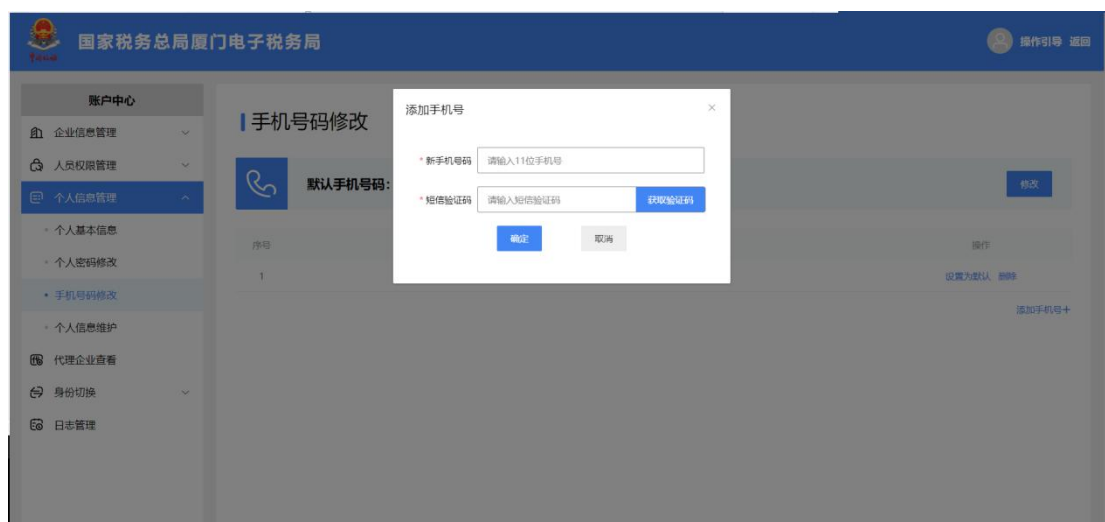 国家税务总局厦门电子税务局
操作引导 返回
账户中心
企业信息管理
人员权限管理
个人信息管理
个人基本信息
个人密码修改
手机号码修改
个人信息维护
代理企业查看
身份切换
日志管理
手机号码修改
默认手机号码：
修改
序号
操作
1
设置为默认 删除
添加手机号+
添加手机号
×
* 新手机号码 请输入11位手机号
* 短信验证码 请输入短信验证码 获取验证码
确定 取消